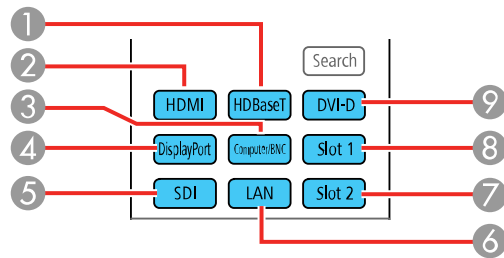 1
2
Search
3
HDMI HDBaseT DVI-D 9
4 DisplayPort Computer/BNC Slot 1 8
5 SDI LAN Slot 2 7
6